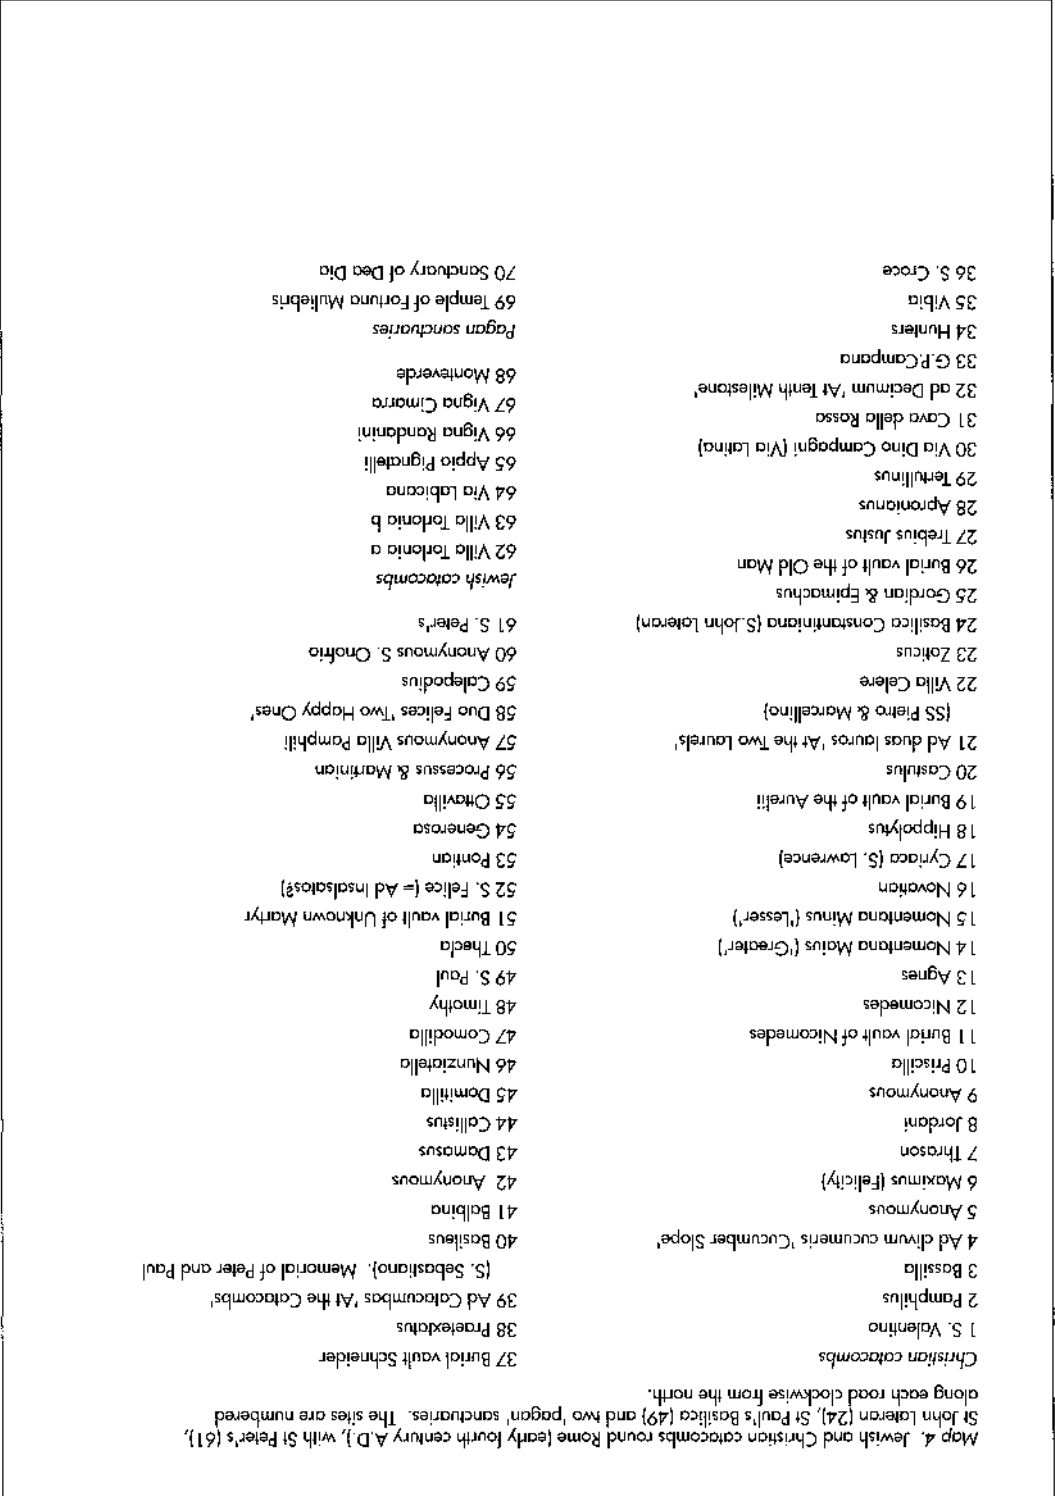 Map 4. Jewish and Christian catacombs round Rome (early fourth century A.D.), with St Peter's (61),
St John Lateran (24), St Paul's Basilica (49) and two 'pagan' sanctuaries. The sites are numbered
along each road clockwise from the north.
Christian catacombs
1 S. Valentino
2 Pamphilus
3 Bassilla
4 Ad clivum cucumeris 'Cucumber Slope'
5 Anonymous
6 Maximus (Felicity)
7 Thrason
8 Jordani
9 Anonymous
10 Priscilla
11 Burial vault of Nicomedes
12 Nicomedes
13 Agnes
14 Nomentana Maius ('Greater')
15 Nomentana Minus ('Lesser')
16 Novatian
17 Cyriaca (S. Lawrence)
18 Hippolytus
19 Burial vault of the Aurelii
20 Castulus
21 Ad duas lauros 'At the Two Laurels'
(SS Pietro & Marcellino)
22 Villa Celere
23 Zoticus
24 Basilica Constantiniana (S.John Lateran)
25 Gordian & Epimachus
26 Burial vault of the Old Man
27 Trebius Justus
28 Apronianus
29 Tertullinus
30 Via Dino Campagni (Via Latina)
31 Cava della Rossa
32 ad Decimum 'At Tenth Milestone'
33 G.P.Campana
34 Hunters
35 Vibia
36 S. Croce
37 Burial vault Schneider
38 Praetextatus
39 Ad Catacumbas 'At the Catacombs'
(S. Sebastiano). Memorial of Peter and Paul
40 Basileus
41 Balbina
42 Anonymous
43 Damasus
44 Callistus
45 Domitilla
46 Nunziatella
47 Comodilla
48 Timothy
49 S. Paul
50 Thecla
51 Burial vault of Unknown Martyr
52 S. Felice (= Ad Insalsatos?)
53 Pontian
54 Generosa
55 Ottavilla
56 Processus & Martinian
57 Anonymous Villa Pamphili
58 Duo Felices 'Two Happy Ones'
59 Calepodius
60 Anonymous S. Onofrio
61 S. Peter's
Jewish catacombs
62 Villa Torlonia a
63 Villa Torlonia b
64 Via Labicana
65 Appia Pignatelli
66 Vigna Randanini
67 Vigna Cimarra
68 Monteverde
Pagan sanctuaries
69 Temple of Fortuna Muliebris
70 Sanctuary of Dea Dia